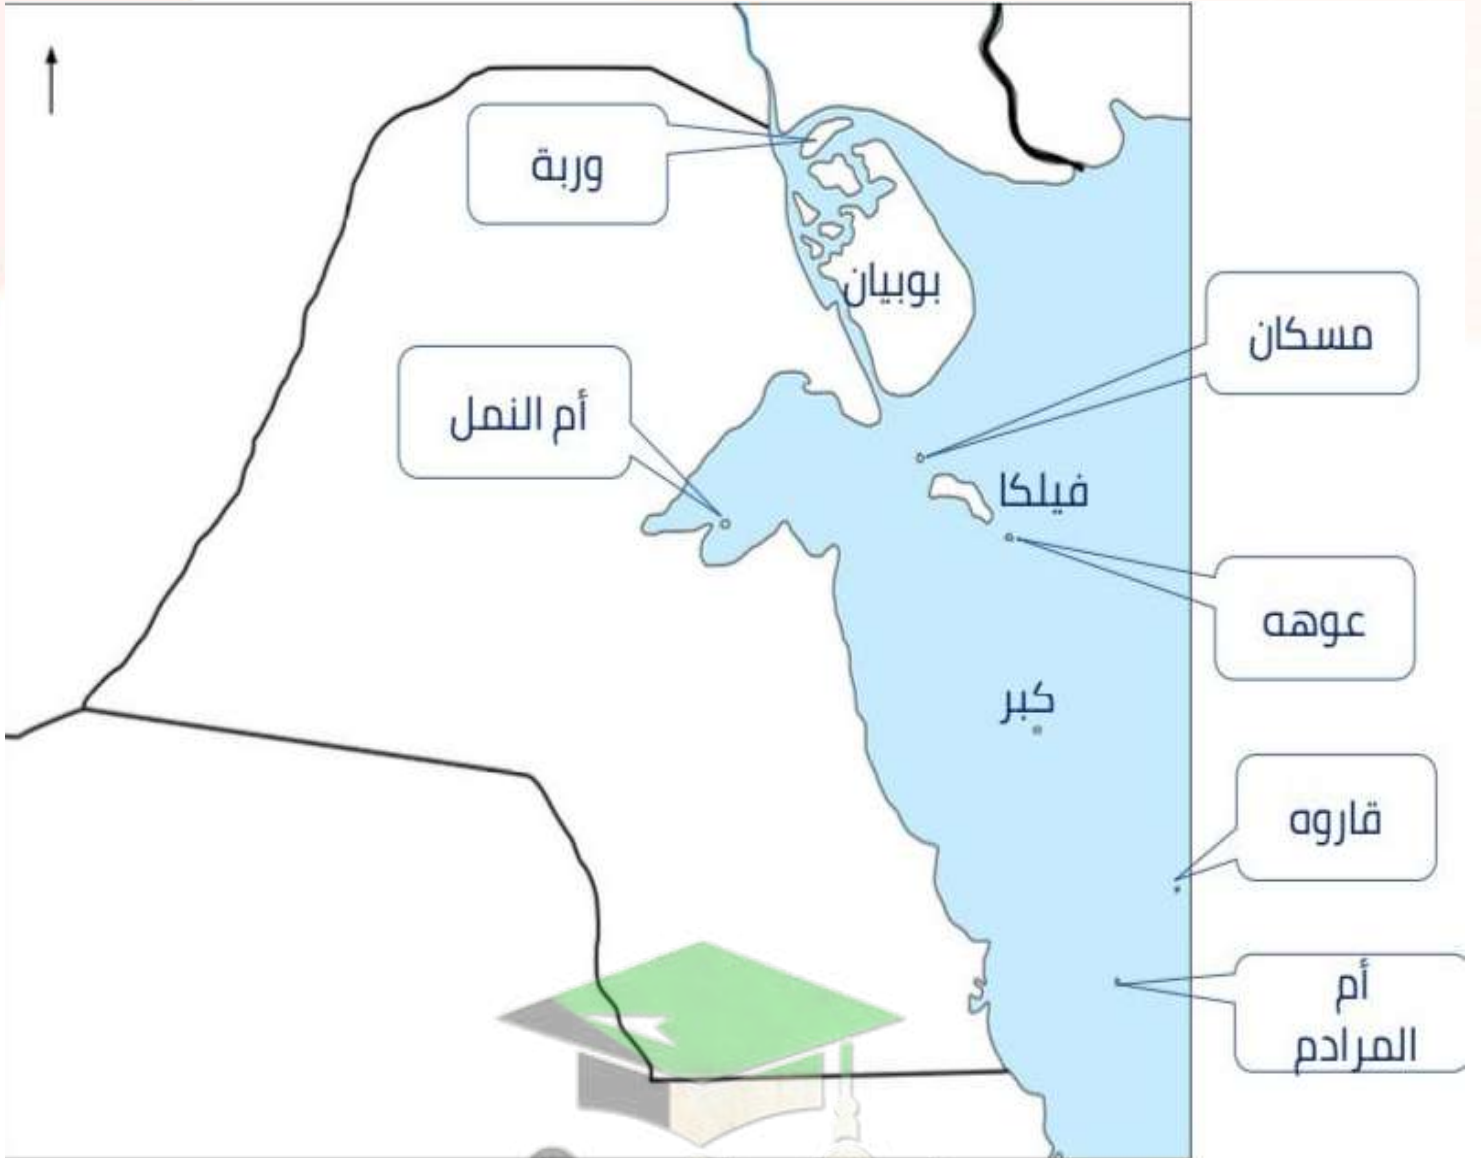 وربة
بوبيان
مسكان
أم النمل
فيلكا
عوهه
كبر
قاروه
أم
المرادم